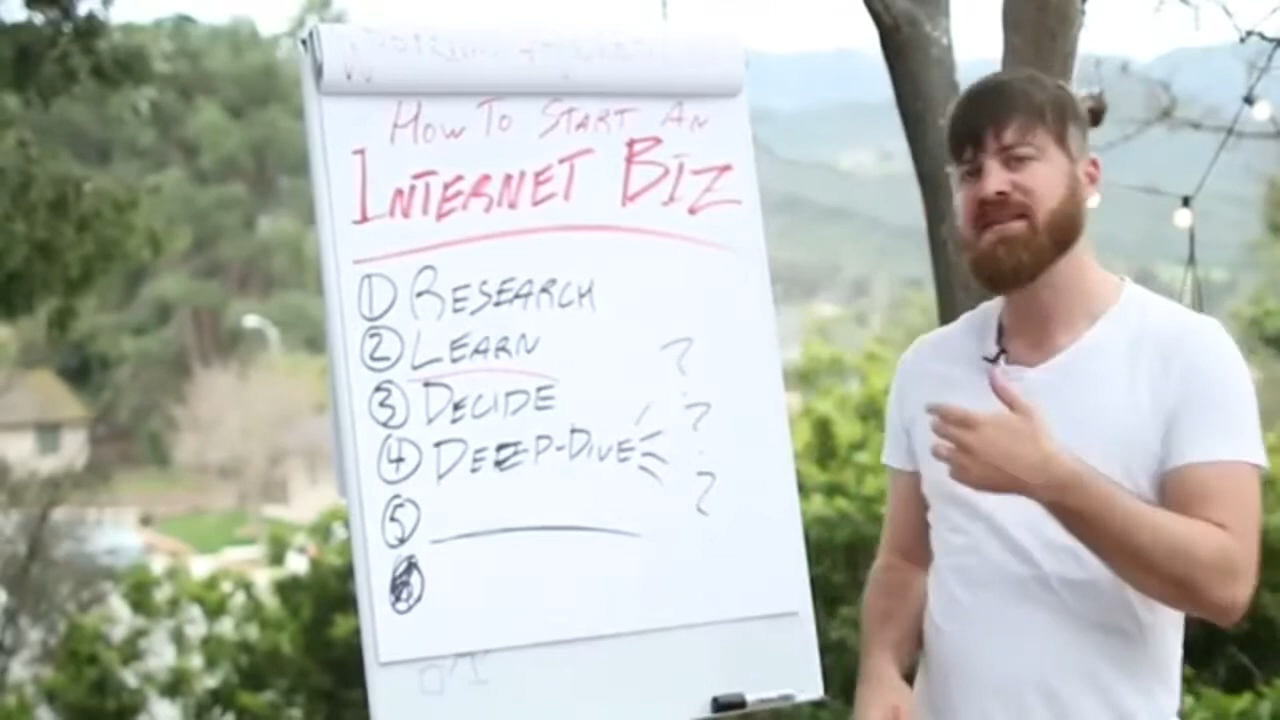 How To START AN
INTERNET BIZ
① RESEARCH
② LEARN
?
③ DECIDE
?
④ DEEP-DIVE
?
⑤